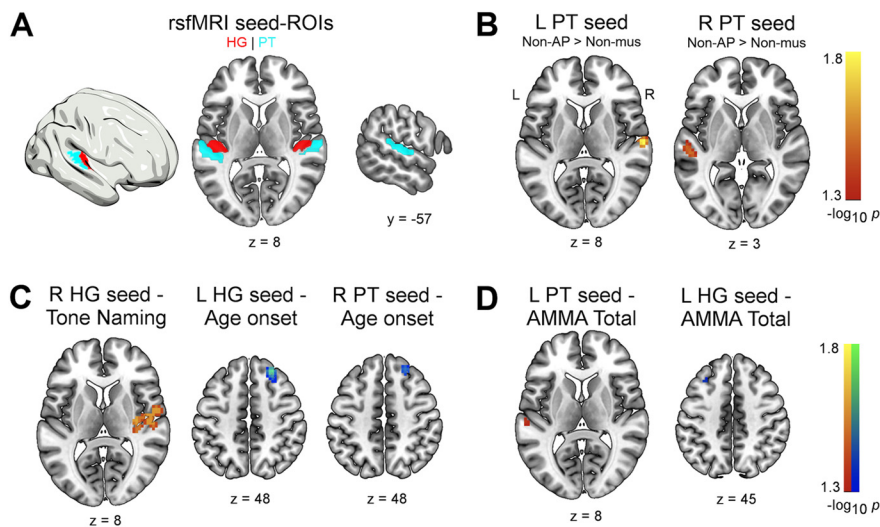 A
rsfMRI seed-ROIs
HG | PT
z = 8
y = -57
B
L PT seed
Non-AP > Non-mus
R PT seed
Non-AP > Non-mus
L
R
z = 8
z = 3
1.8
1.3
-log10 p
C
R HG seed -
Tone Naming
L HG seed -
Age onset
R PT seed -
Age onset
z = 8
z = 48
z = 48
D
L PT seed -
AMMA Total
L HG seed -
AMMA Total
z = 8
z = 45
1.8
1.3
-log10 p